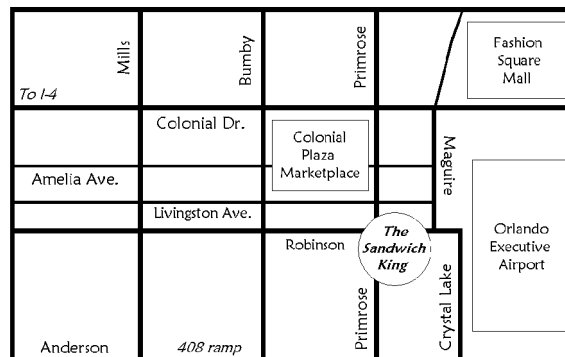 Mills
Bumby
Primrose
Fashion
Square
Mall
To I-4
Colonial Dr.
Colonial
Plaza
Marketplace
Maguire
Amelia Ave.
Livingston Ave.
Robinson
The
Sandwich
King
Orlando
Executive
Airport
Primrose
Crystal Lake
Anderson
408 ramp